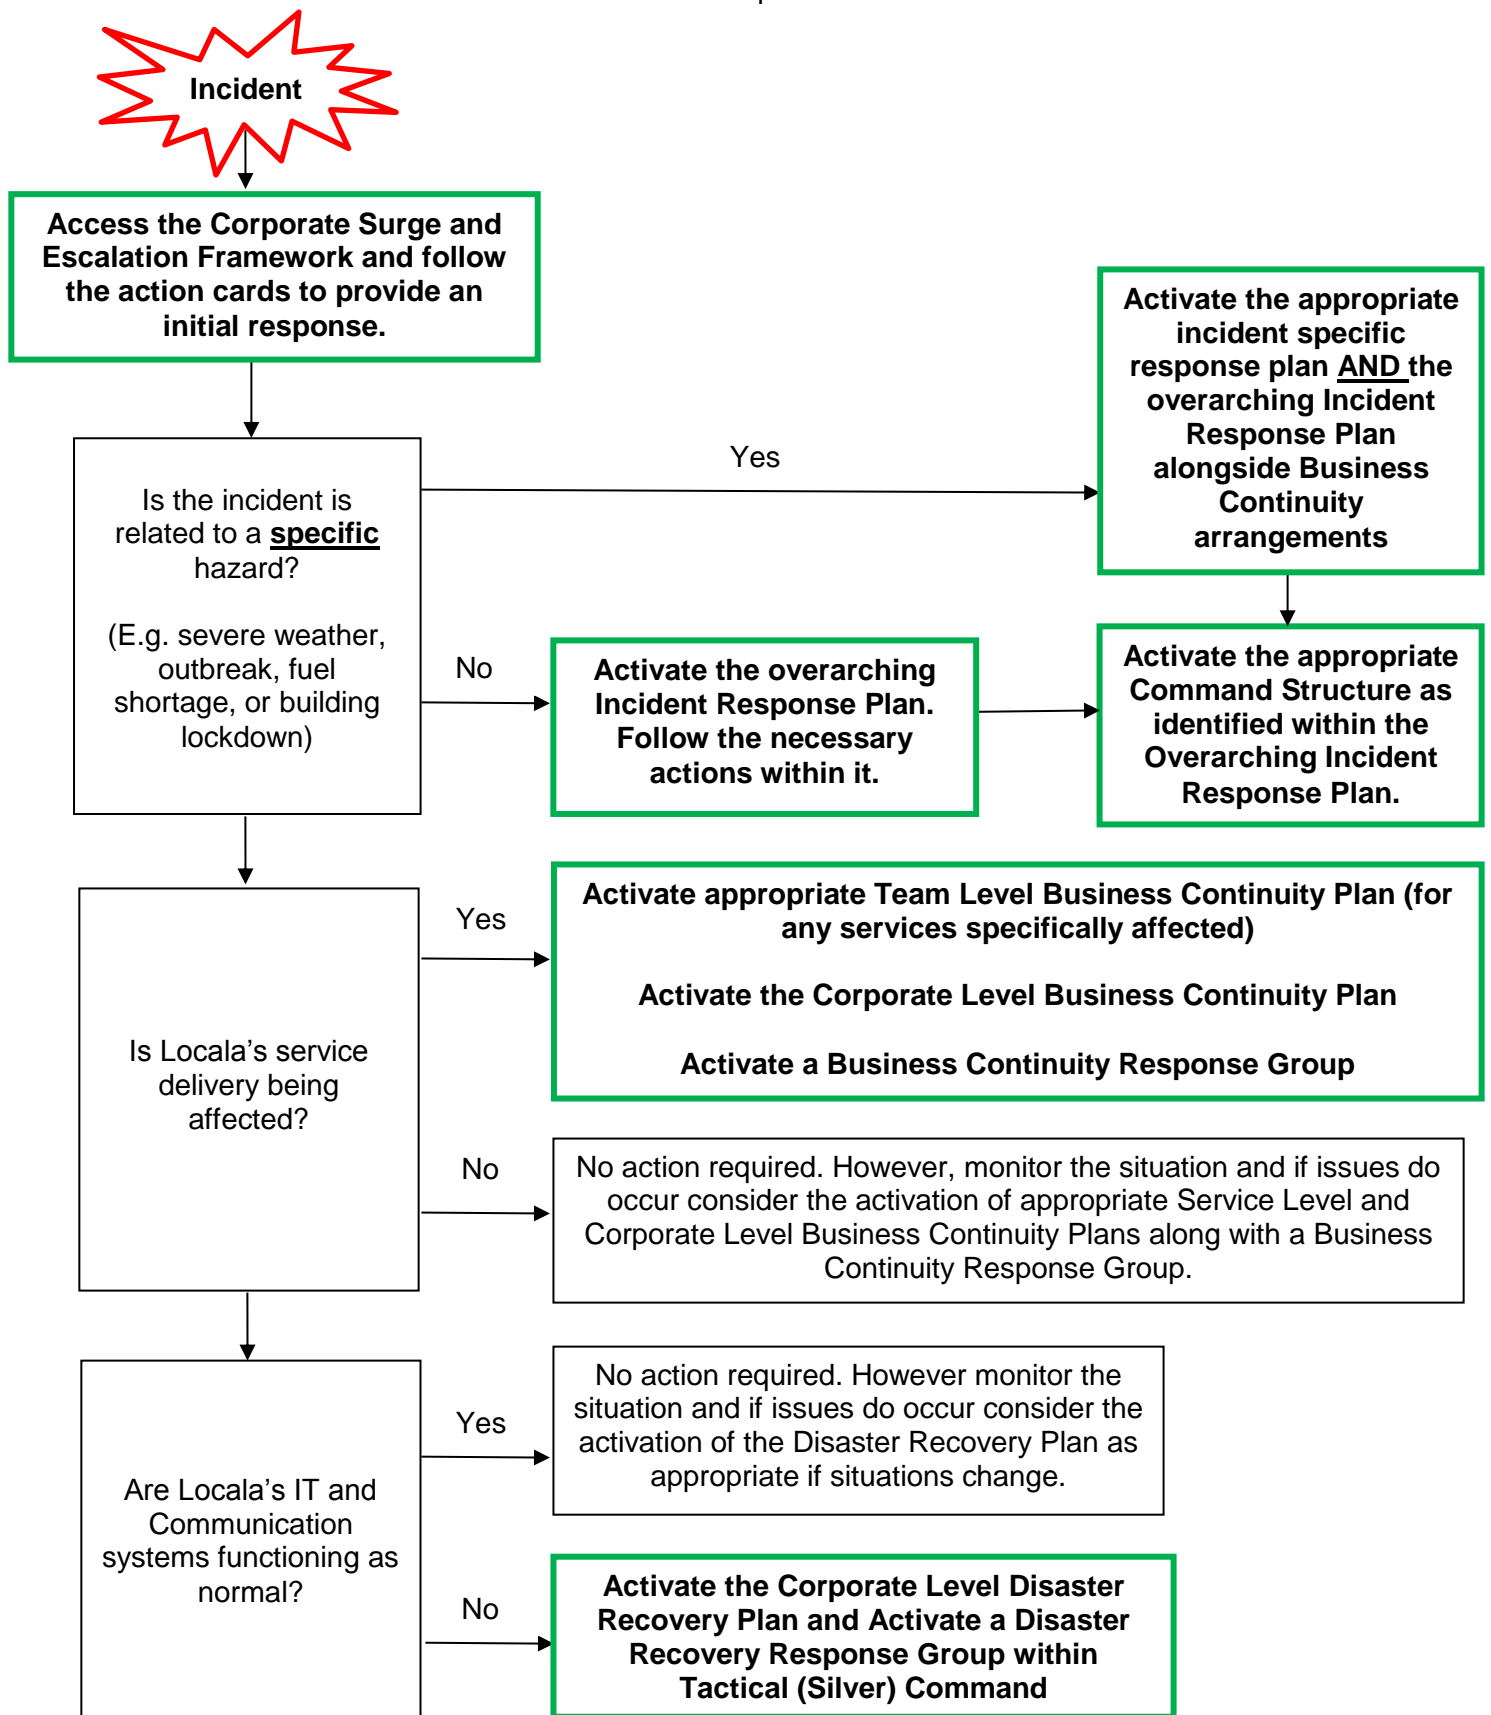 Incident
Access the Corporate Surge and
Escalation Framework and follow
the action cards to provide an
initial response.
Activate the appropriate
incident specific
response plan AND the
overarching Incident
Response Plan
alongside Business
Continuity
arrangements
Yes
Is the incident is
related to a specific
hazard?
(E.g. severe weather,
outbreak, fuel
shortage, or building
lockdown)
No
Activate the overarching
Incident Response Plan.
Follow the necessary
actions within it.
Activate the appropriate
Command Structure as
identified within the
Overarching Incident
Response Plan.
Is Locala’s service
delivery being
affected?
Yes
Activate appropriate Team Level Business Continuity Plan (for
any services specifically affected)
Activate the Corporate Level Business Continuity Plan
Activate a Business Continuity Response Group
No
No action required. However, monitor the situation and if issues do
occur consider the activation of appropriate Service Level and
Corporate Level Business Continuity Plans along with a Business
Continuity Response Group.
Are Locala’s IT and
Communication
systems functioning as
normal?
Yes
No action required. However monitor the
situation and if issues do occur consider the
activation of the Disaster Recovery Plan as
appropriate if situations change.
No
Activate the Corporate Level Disaster
Recovery Plan and Activate a Disaster
Recovery Response Group within
Tactical (Silver) Command